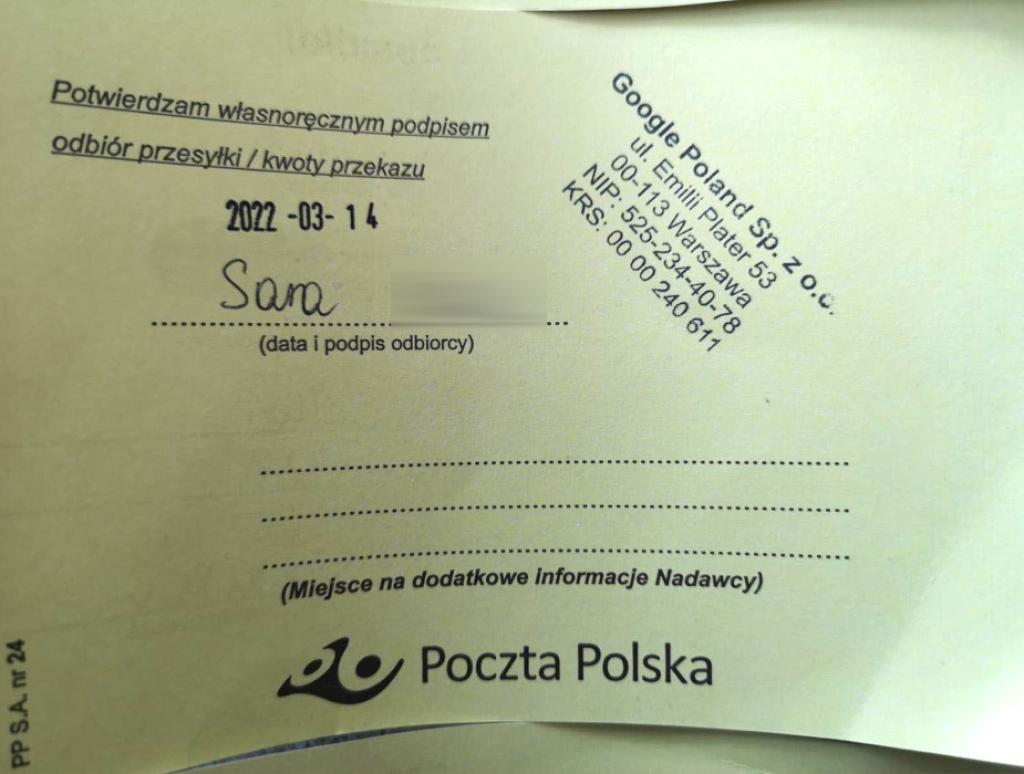 Potwierdzam własnoręcznym podpisem
odbiór przesyłki / kwoty przekazu
2022 -03- 14
Sara
(data i podpis odbiorcy)
Google Poland Sp. z o.o.
ul. Emilii Plater 53
00-113 Warszawa
NIP: 525-234-40-78
KRS: 00 00 240 611
(Miejsce na dodatkowe informacje Nadawcy)
Poczta Polska
PP S.A. nr 24